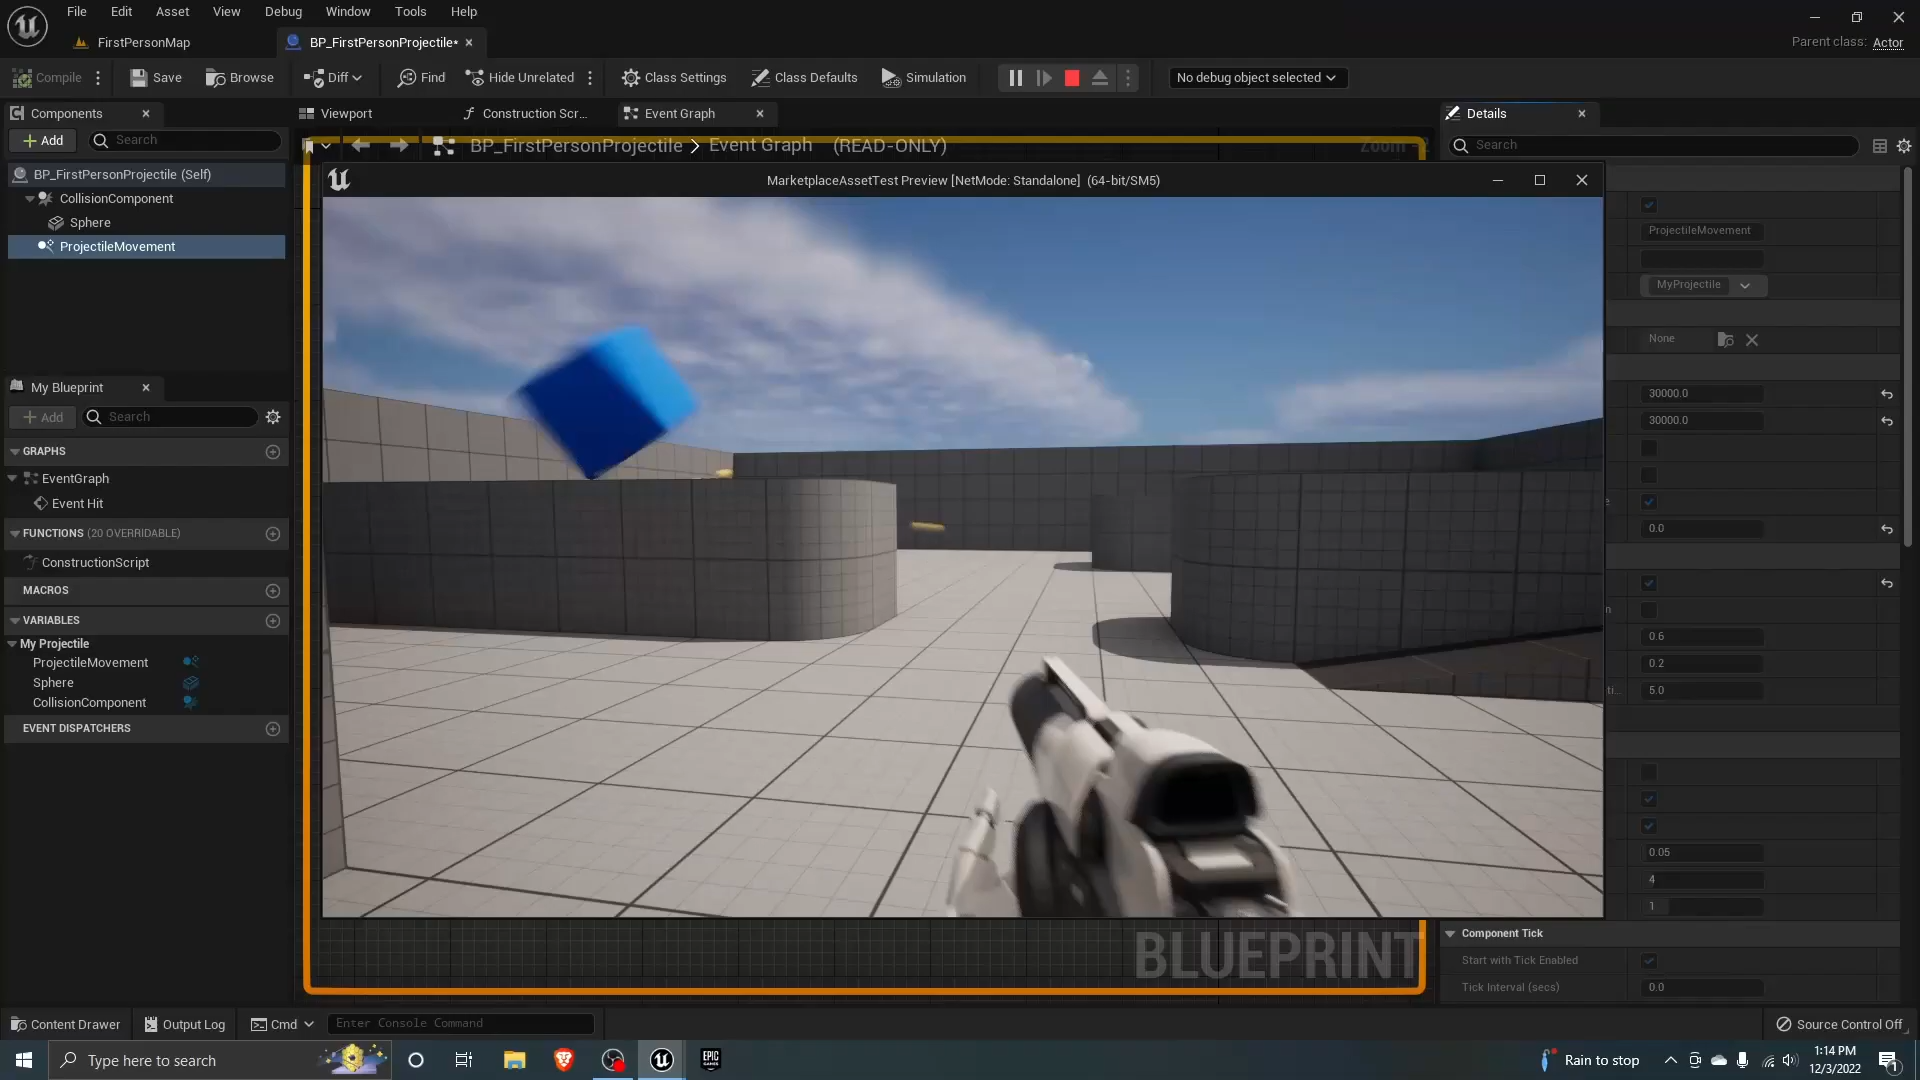 File Edit Asset View Debug Window Tools Help
FirstPersonMap
BP_FirstPersonProjectile*
Parent class: Actor
Compile
Save
Browse
Diff
Find
Hide Unrelated
Class Settings
Class Defaults
Simulation
No debug object selected
Components
Add
Search
BP_FirstPersonProjectile (Self)
CollisionComponent
Sphere
ProjectileMovement
My Blueprint
Add
Search
GRAPHS
EventGraph
Event Hit
FUNCTIONS (20 OVERRIDABLE)
ConstructionScript
MACROS
VARIABLES
My Projectile
ProjectileMovement
Sphere
CollisionComponent
EVENT DISPATCHERS
Viewport
Construction Scr...
Event Graph
BP_FirstPersonProjectile > Event Graph (READ-ONLY)
MarketplaceAssetTest Preview [NetMode: Standalone] (64-bit/SM5)
BLUEPRINT
Details
Search
ProjectileMovement
MyProjectile
None
30000.0
30000.0
0.0
0.6
0.2
5.0
0.05
4
1
Component Tick
Start with Tick Enabled
Tick Interval (secs)
0.0
Content Drawer
Output Log
Cmd
Enter Console Command
Source Control Off
Type here to search
EPIC GAMES
Rain to stop
1:14 PM
12/3/2022
1